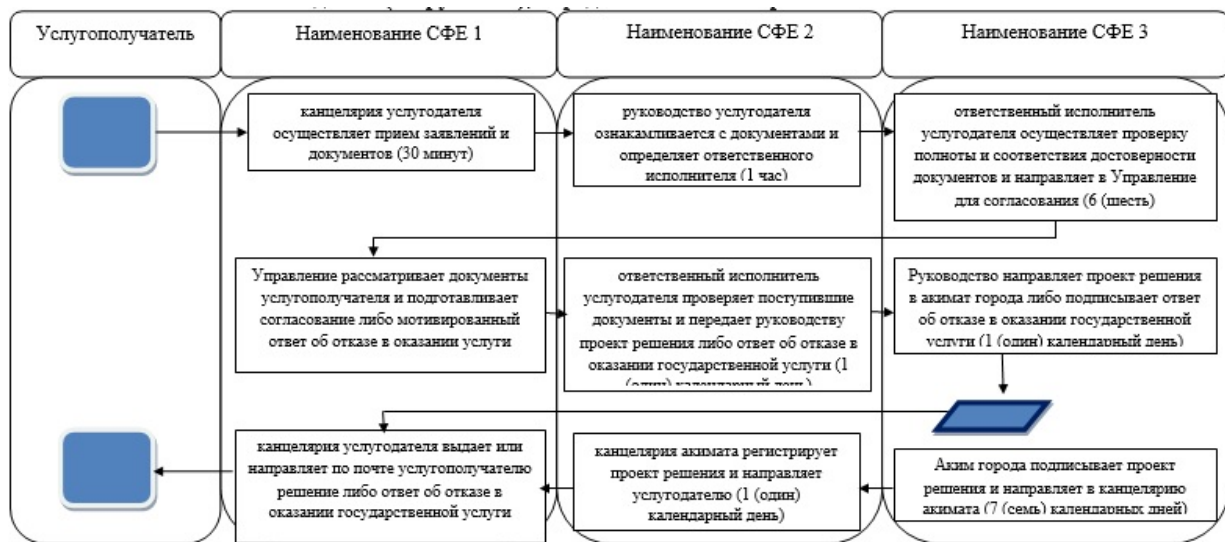 Услугополучатель
Наименование СФЕ 1
Наименование СФЕ 2
Наименование СФЕ 3
канцелярия услугодателя
осуществляет прием заявлений и
документов (30 минут)
руководство услугодателя
ознакамливается с документами и
определяет ответственного
исполнителя (1 час)
ответственный исполнитель
услугодателя осуществляет проверку
полноты и соответствия достоверности
документов и направляет в Управление
для согласования (6 (шесть)
Управление рассматривает документы
услугополучателя и подготавливает
согласование либо мотивированный
ответ об отказе в оказании услуги
ответственный исполнитель
услугодателя проверяет поступившие
документы и передает руководству
проект решения либо ответ об отказе в
оказании государственной услуги (1
(один) календарный день)
Руководство направляет проект решения
в акимат города либо подписывает ответ
об отказе в оказании государственной
услуги (1 (один) календарный день)
канцелярия услугодателя выдает или
направляет по почте услугополучателю
решение либо ответ об отказе в
оказании государственной услуги
канцелярия акимата регистрирует
проект решения и направляет
услугодателю (1 (один)
календарный день)
Аким города подписывает проект
решения и направляет в канцелярию
акимата (7 (семь) календарных дней)